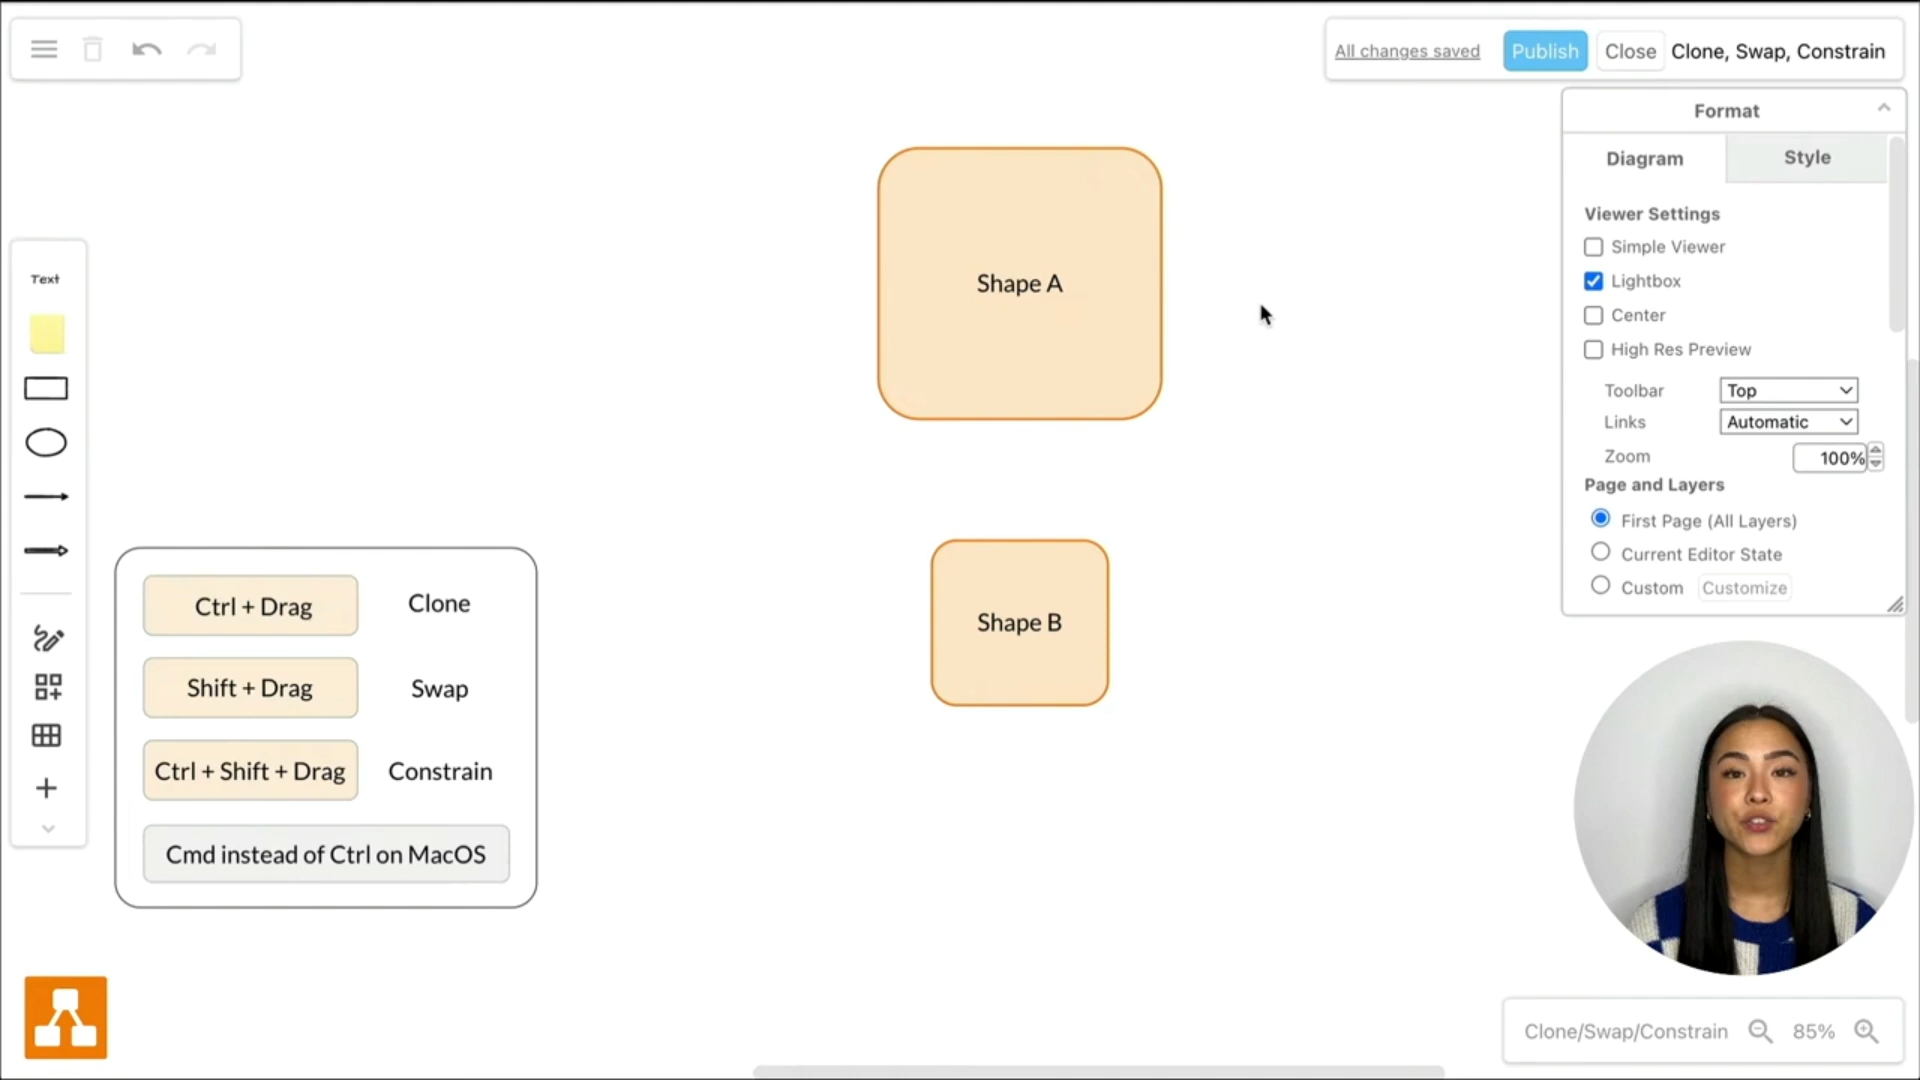 All changes saved
Publish
Close
Clone, Swap, Constrain
Format
Diagram
Style
Viewer Settings
Simple Viewer
Lightbox
Center
High Res Preview
Toolbar
Top
Links
Automatic
Zoom
100%
Page and Layers
First Page (All Layers)
Current Editor State
Custom
Customize
Text
Shape A
Shape B
Ctrl + Drag
Clone
Shift + Drag
Swap
Ctrl + Shift + Drag
Constrain
Cmd instead of Ctrl on MacOS
Clone/Swap/Constrain
85%